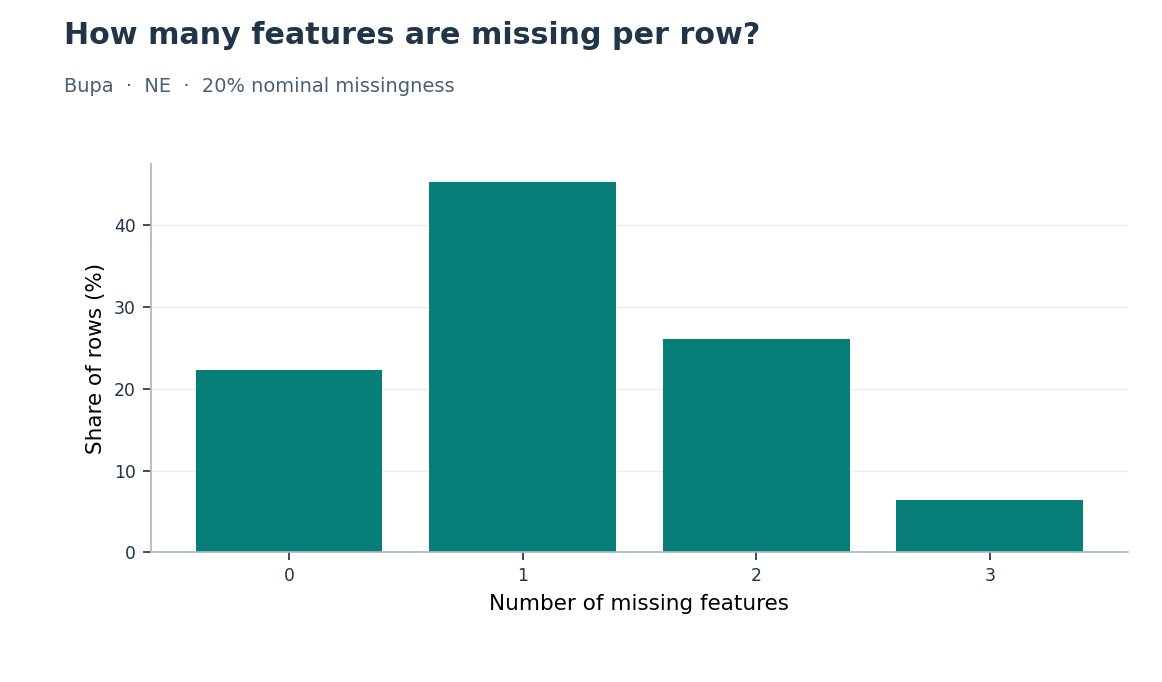 How many features are missing per row?
Bupa · NE · 20% nominal missingness
Share of rows (%)
40
30
20
10
0
0 1 2 3
Number of missing features